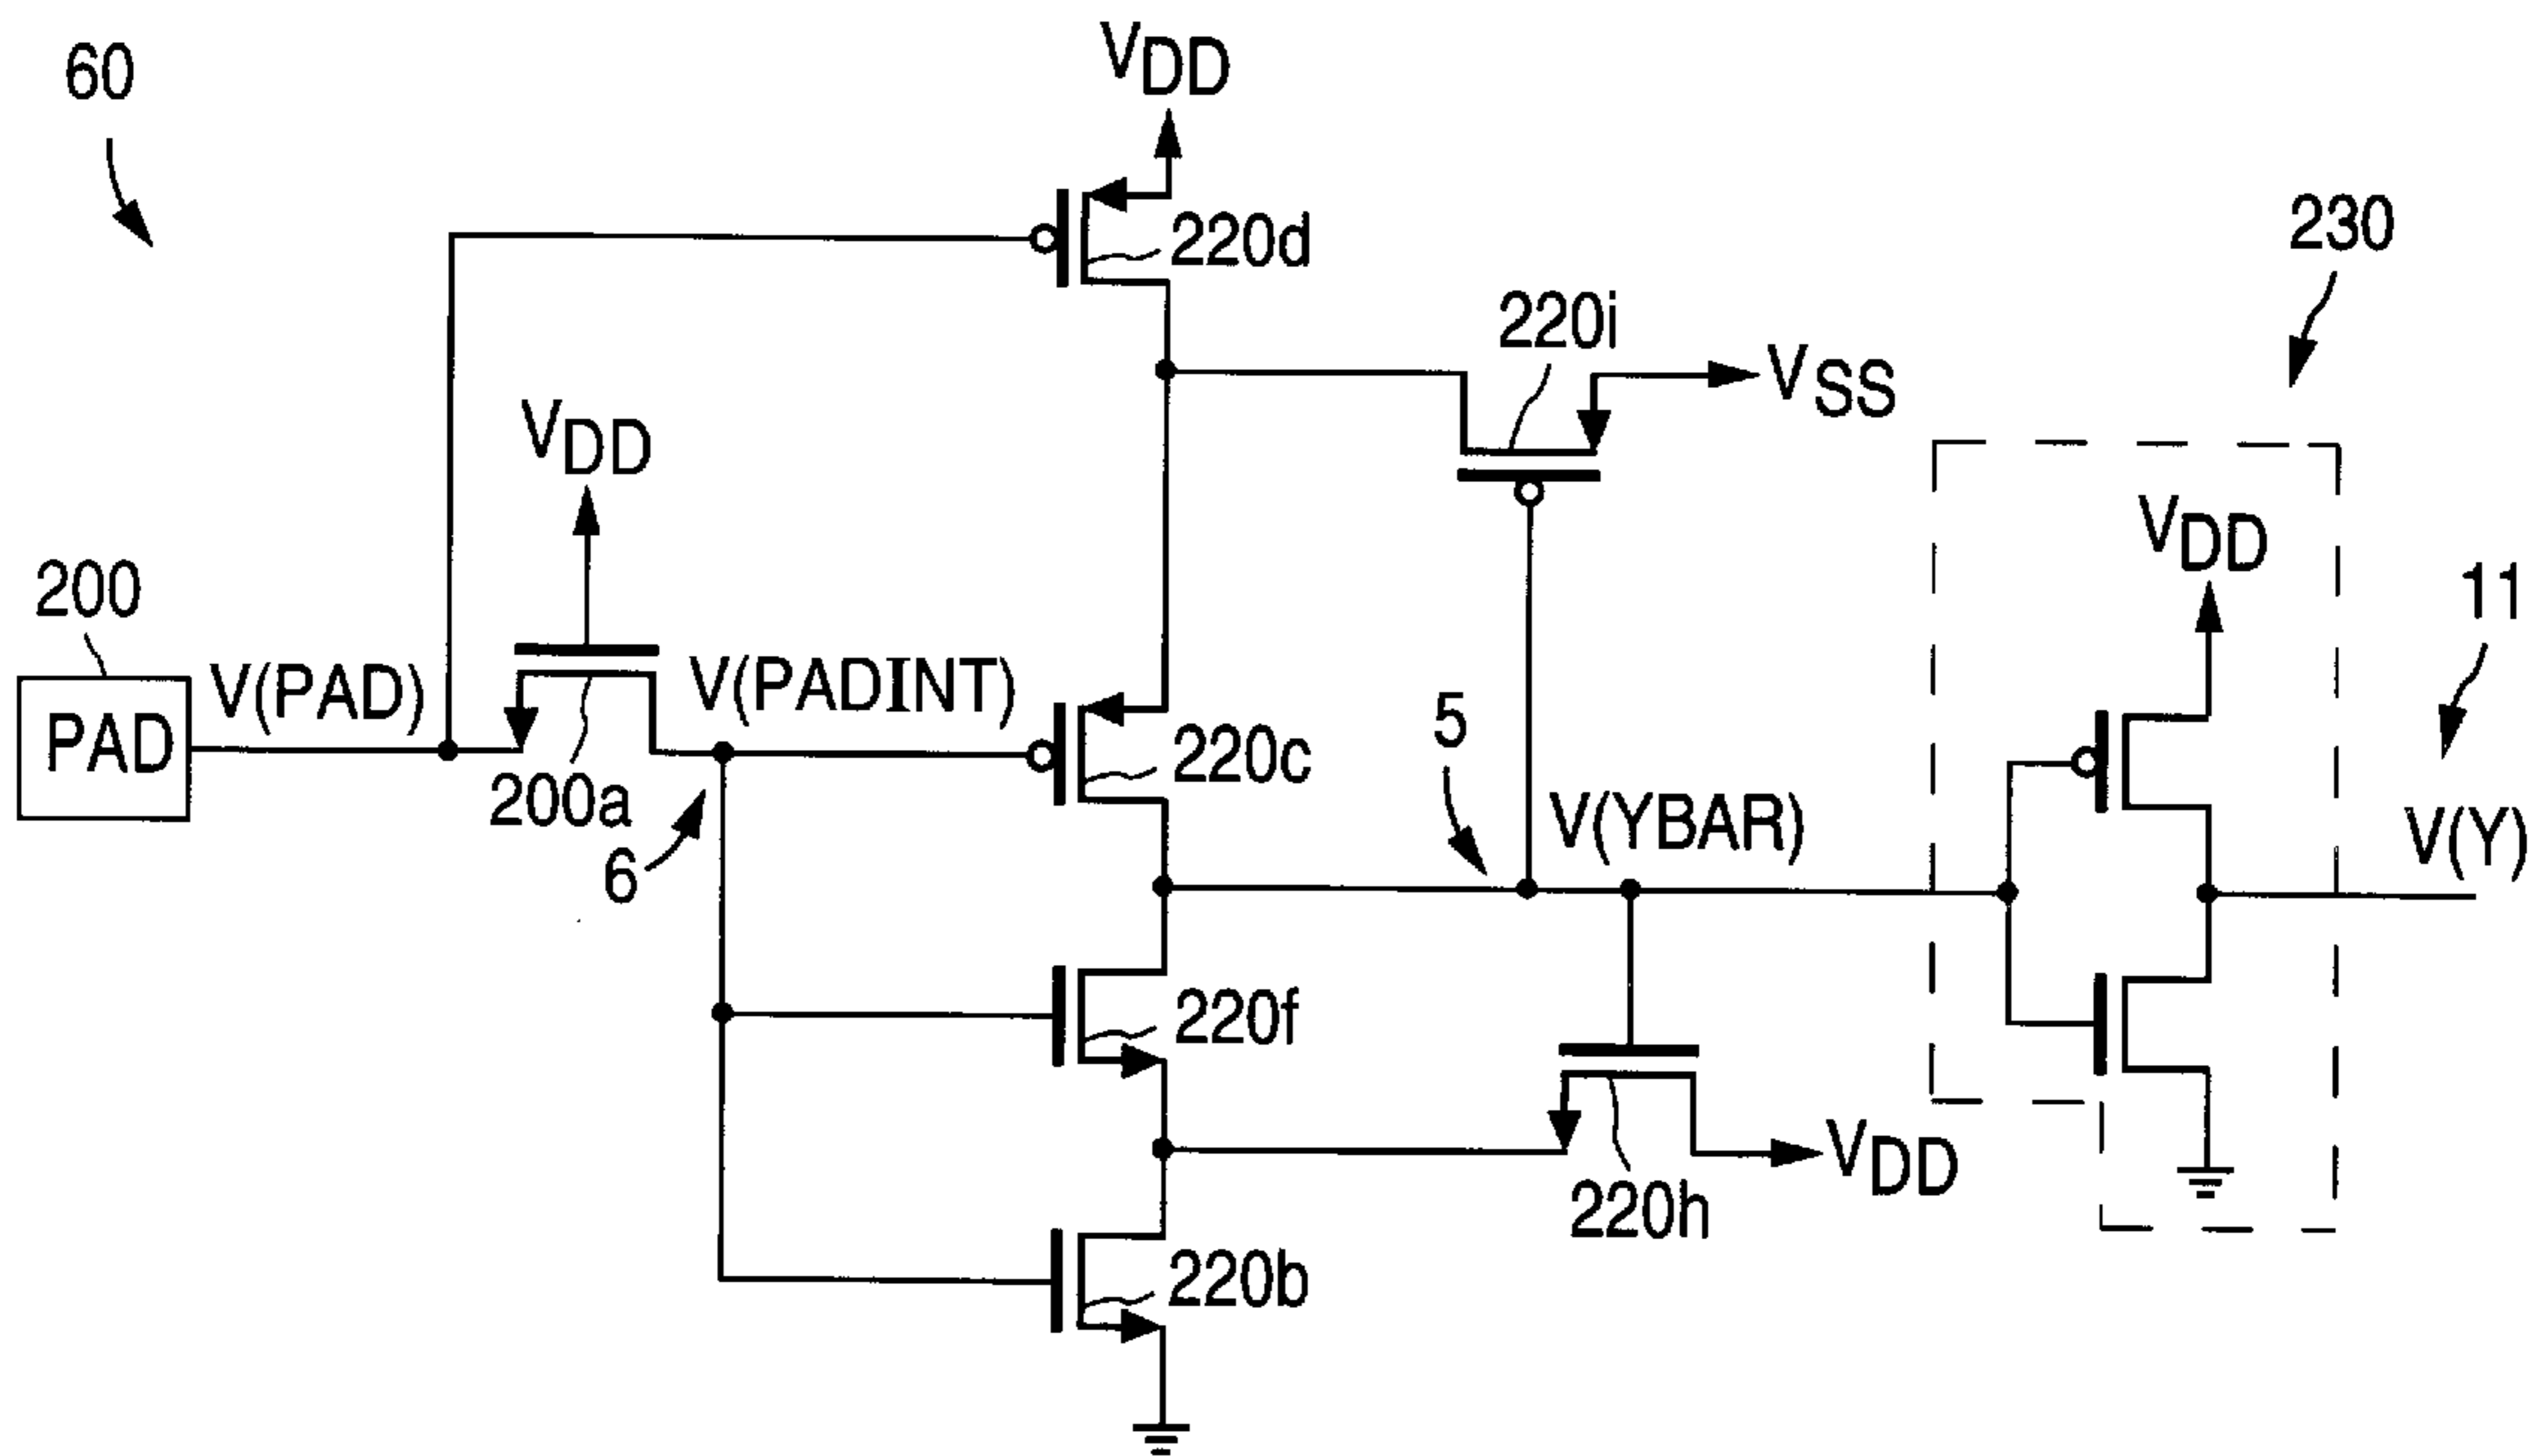 60
VDD
220d
230
220i
VSS
VDD
VDD
200
11
V(PAD)
V(PADINT)
PAD
220c
5
200a
V(YBAR)
V(Y)
6
220f
VDD
220h
220b